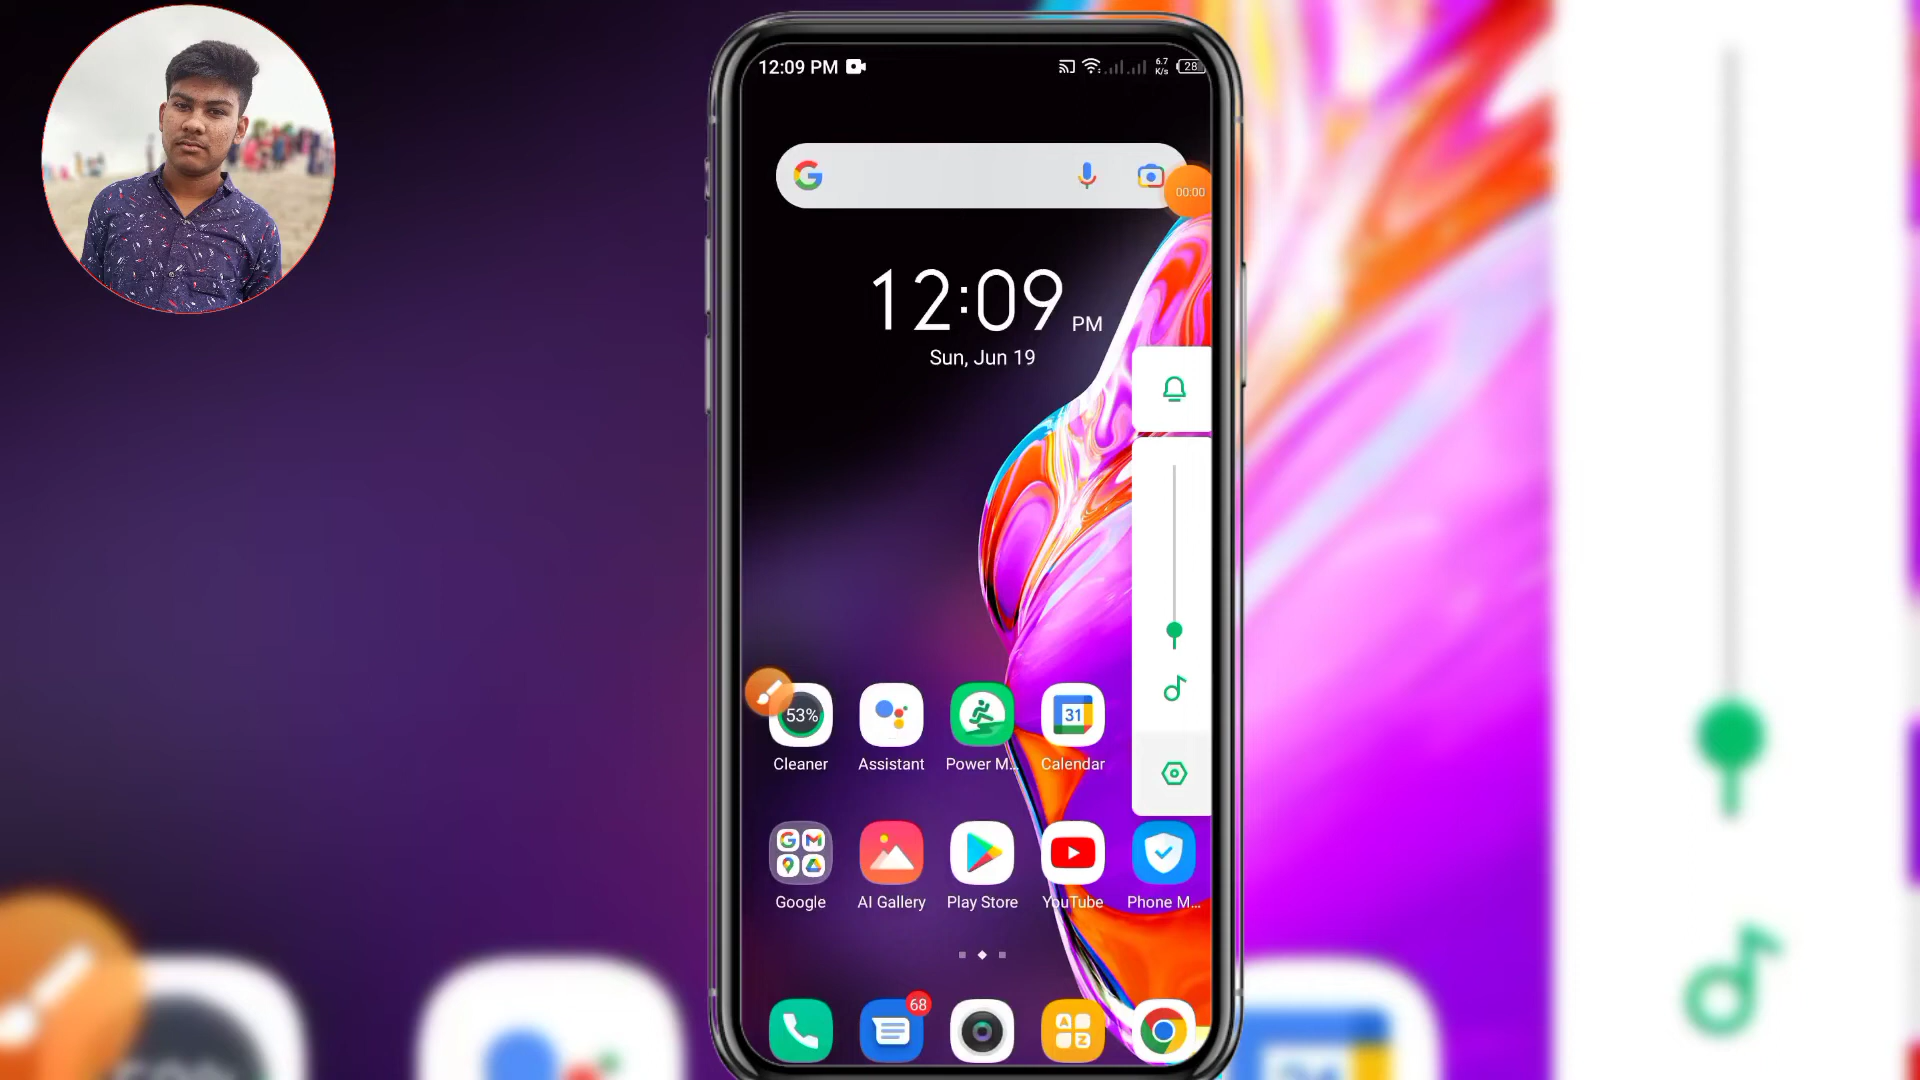 12:09 PM
6.7
K/s
28
00:00
12:09 PM
Sun, Jun 19
53%
31
Cleaner
Assistant
Power M...
Calendar
Google
AI Gallery
Play Store
YouTube
Phone M...
68
A
Z